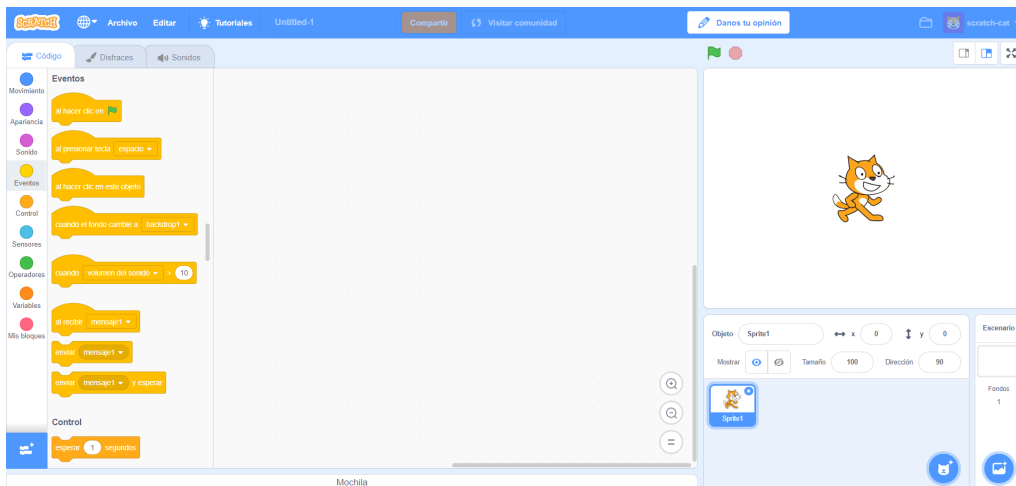 SCRATCH Archivo Editar Tutoriales Untitled-1 Compartir Visitar comunidad Danos tu opinión scratch-cat
Código Disfraces Sonidos
Movimiento
Apariencia
Sonido
Eventos
Control
Sensores
Operadores
Variables
Mis bloques
Eventos
al hacer clic en
al presionar tecla espacio
al hacer clic en este objeto
cuando el fondo cambie a backdrop1
cuando volumen del sonido > 10
al recibir mensaje1
enviar mensaje1
enviar mensaje1 y esperar
Control
esperar 1 segundos
Mochila
Objeto Sprite1 x 0 y 0
Mostrar Tamaño 100 Dirección 90
Sprite1
Escenario
Fondos
1